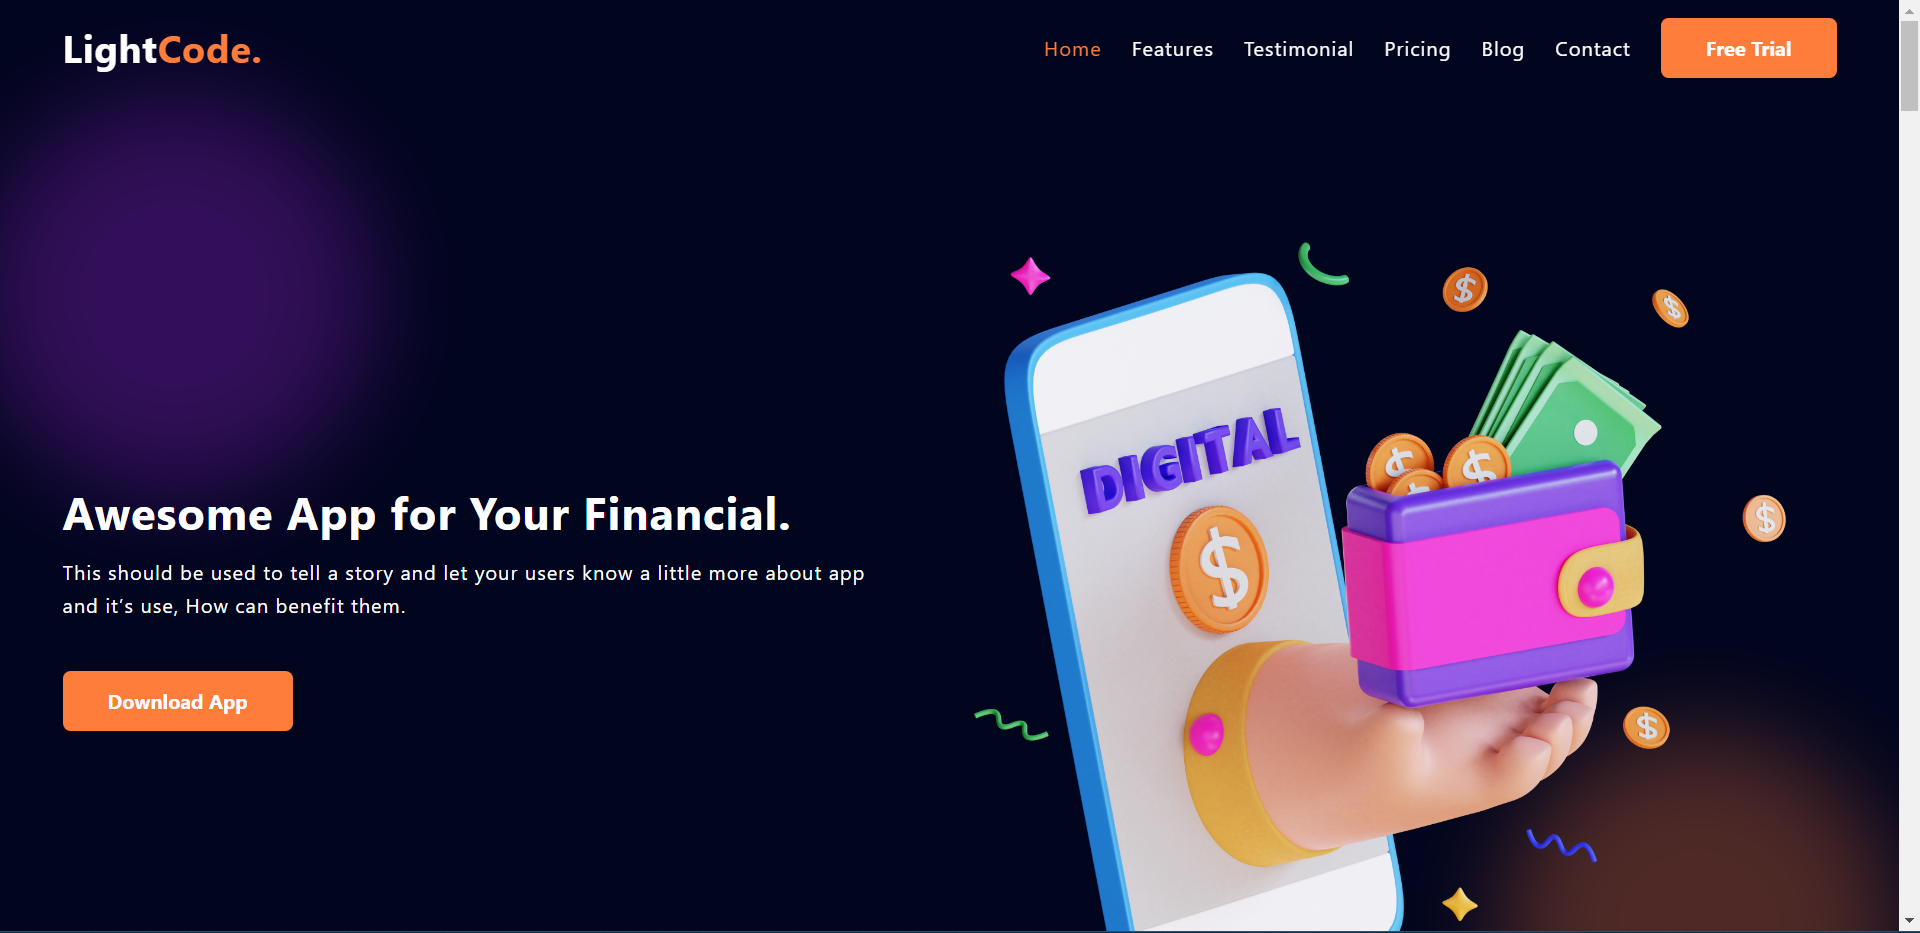 LightCode.
Home Features Testimonial Pricing Blog Contact Free Trial
DIGITAL
$
Awesome App for Your Financial.
This should be used to tell a story and let your users know a little more about app
and it’s use, How can benefit them.
Download App